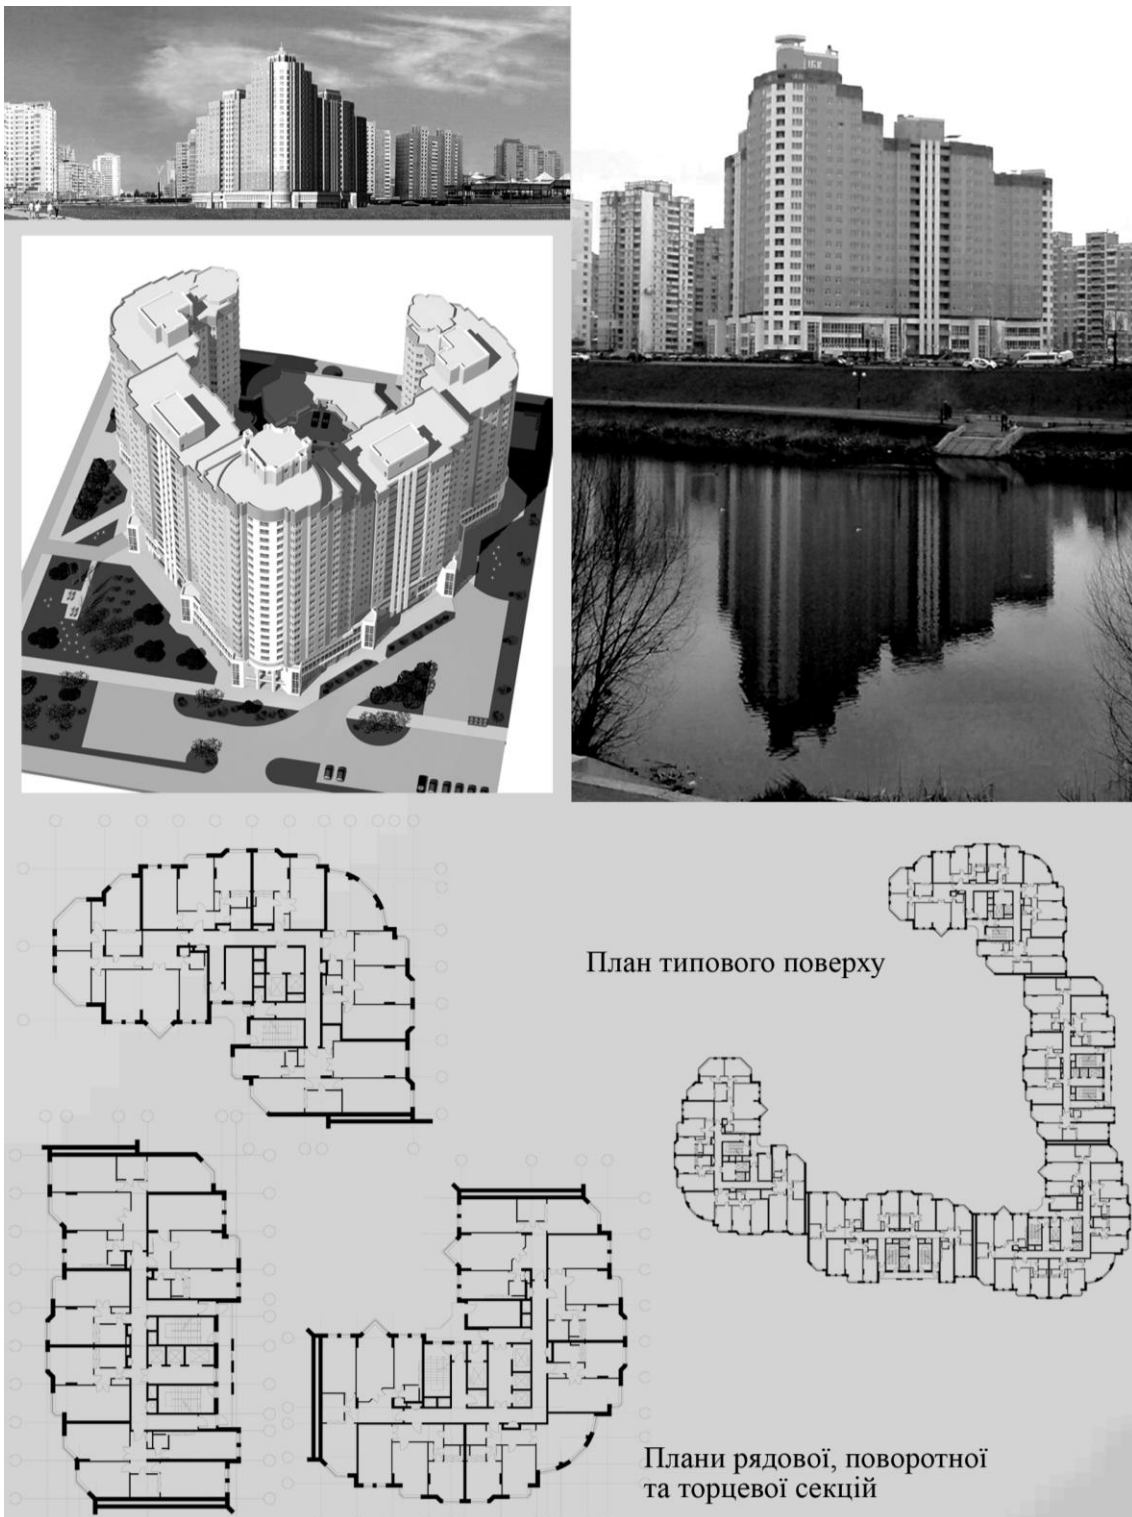 План типового поверху
Плани рядової, поворотної
та торцевої секцій